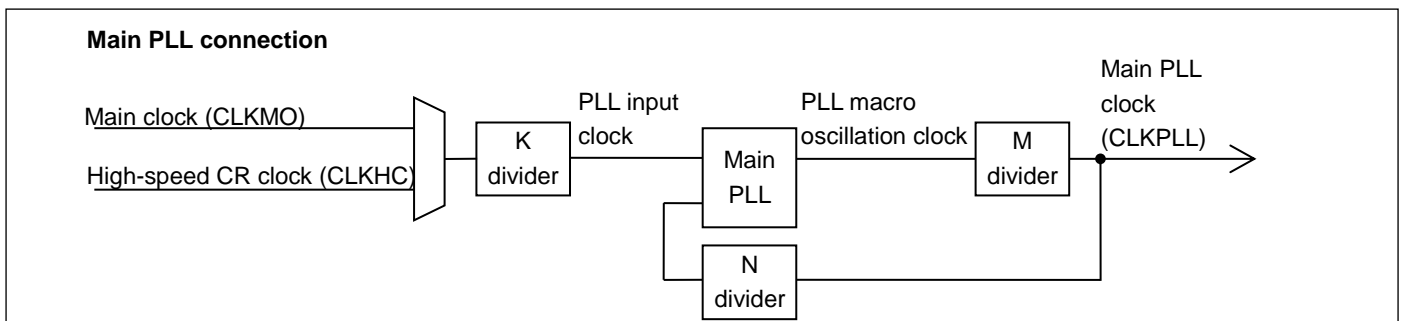 Main PLL connection
Main clock (CLKMO)
High-speed CR clock (CLKHC)
K
divider
PLL input
clock
Main
PLL
PLL macro
oscillation clock
M
divider
Main PLL
clock
(CLKPLL)
N
divider